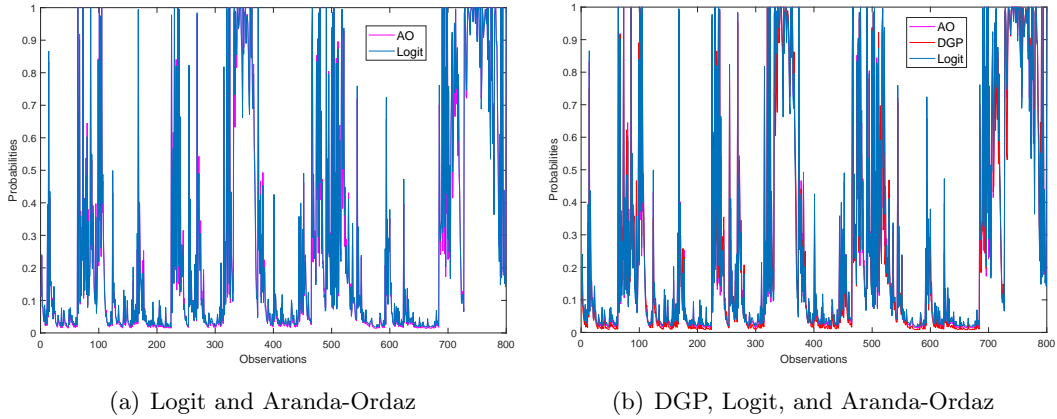 1
0.9
0.8
0.7
0.6
0.5
0.4
0.3
0.2
0.1
0
Probabilities
0 100 200 300 400 500 600 700 800
Observations
AO
Logit
(a) Logit and Aranda-Ordaz
1
0.9
0.8
0.7
0.6
0.5
0.4
0.3
0.2
0.1
0
Probabilities
0 100 200 300 400 500 600 700 800
Observations
AO
DGP
Logit
(b) DGP, Logit, and Aranda-Ordaz